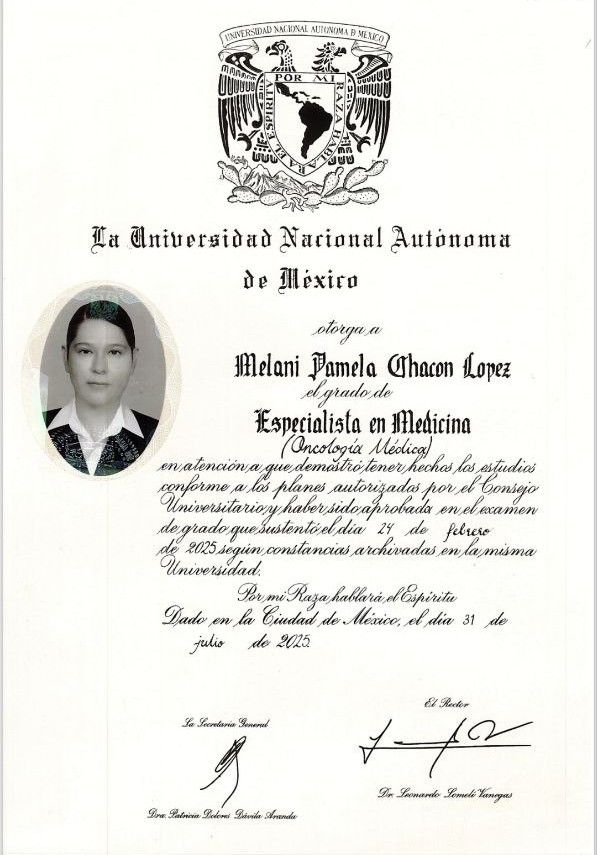 UNIVERSIDAD NACIONAL AUTONOMA D MEXICO
POR MI RAZA HABLARA EL ESPIRITU
La Universidad Nacional Autónoma
de México
otorga a
Melani Pamela Chacon Lopez
el grado de
Especialista en Medicina
(Oncología Médica)
en atención a que demostró tener hechos los estudios
conforme a los planes autorizados por el Consejo
Universitario y haber sido aprobada en el examen
de grado que sustentó el día 24 de febrero
de 2025 según constancias archivadas en la misma
Universidad.
Por mi Raza hablará el Espíritu
Dado en la Ciudad de México, el día 31 de
julio de 2025.
El Rector
La Secretaria General
Dr. Leonardo Lomelí Vanegas
Dra. Patricia Dolores Dávila Aranda